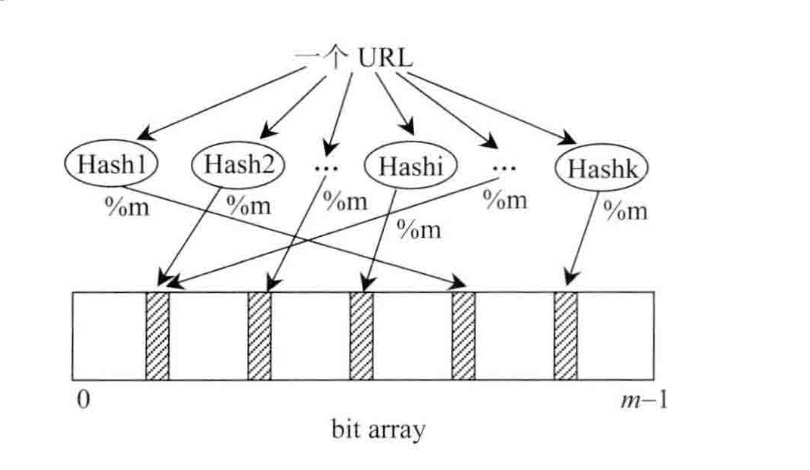 一个 URL
Hash1 Hash2 ... Hashi ... Hashk
%m %m %m %m %m %m
0 m−1
bit array